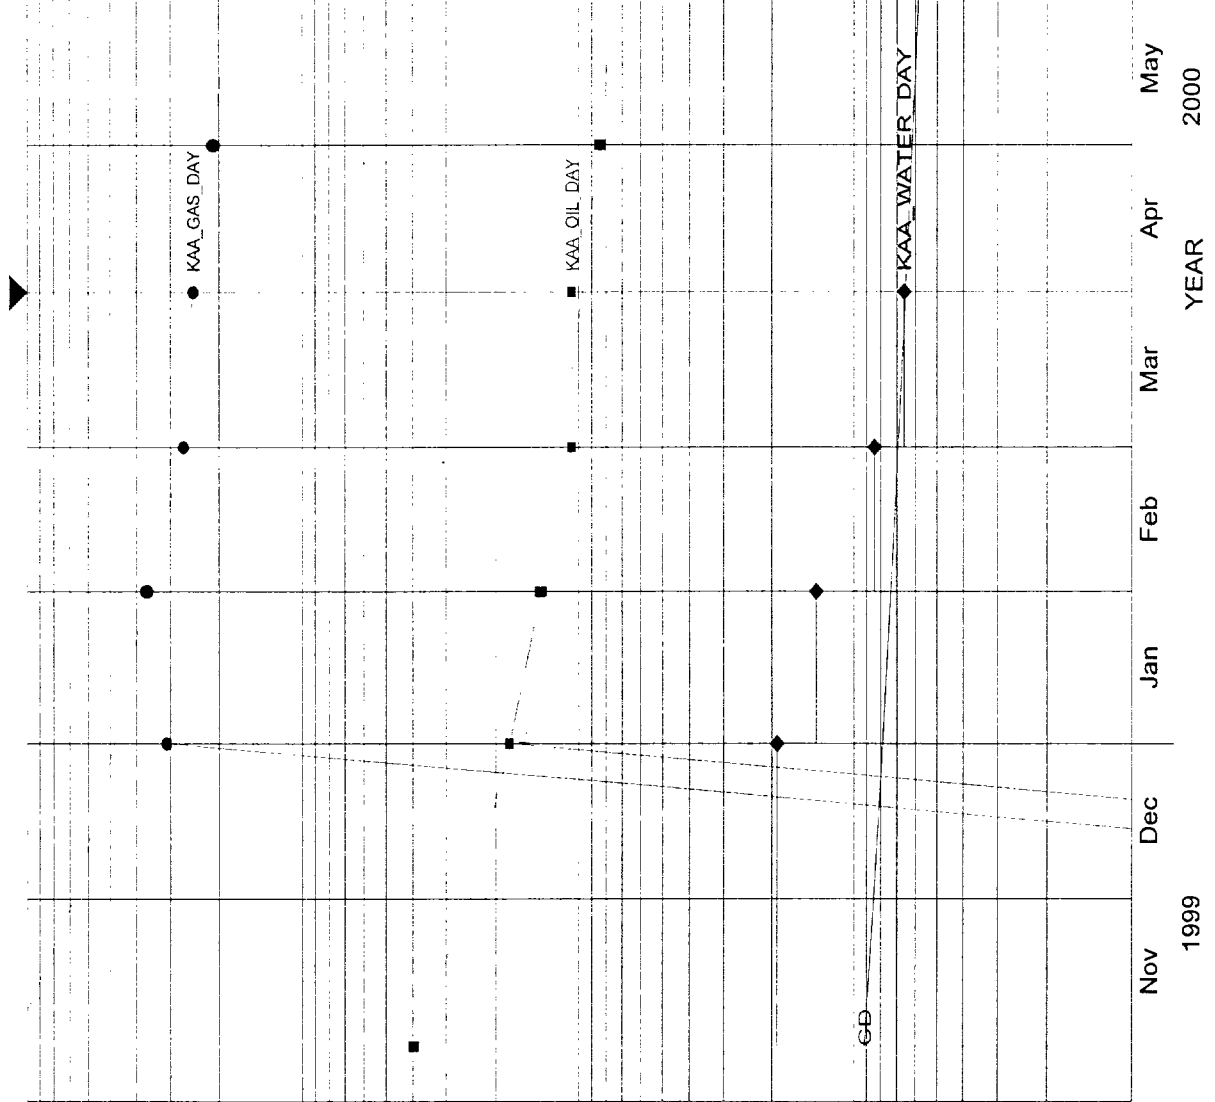 KAA_GAS_DAY
KAA_OIL_DAY
KAA_WATER_DAY
Nov
Dec
Jan
Feb
Mar
Apr
May
1999
YEAR
2000